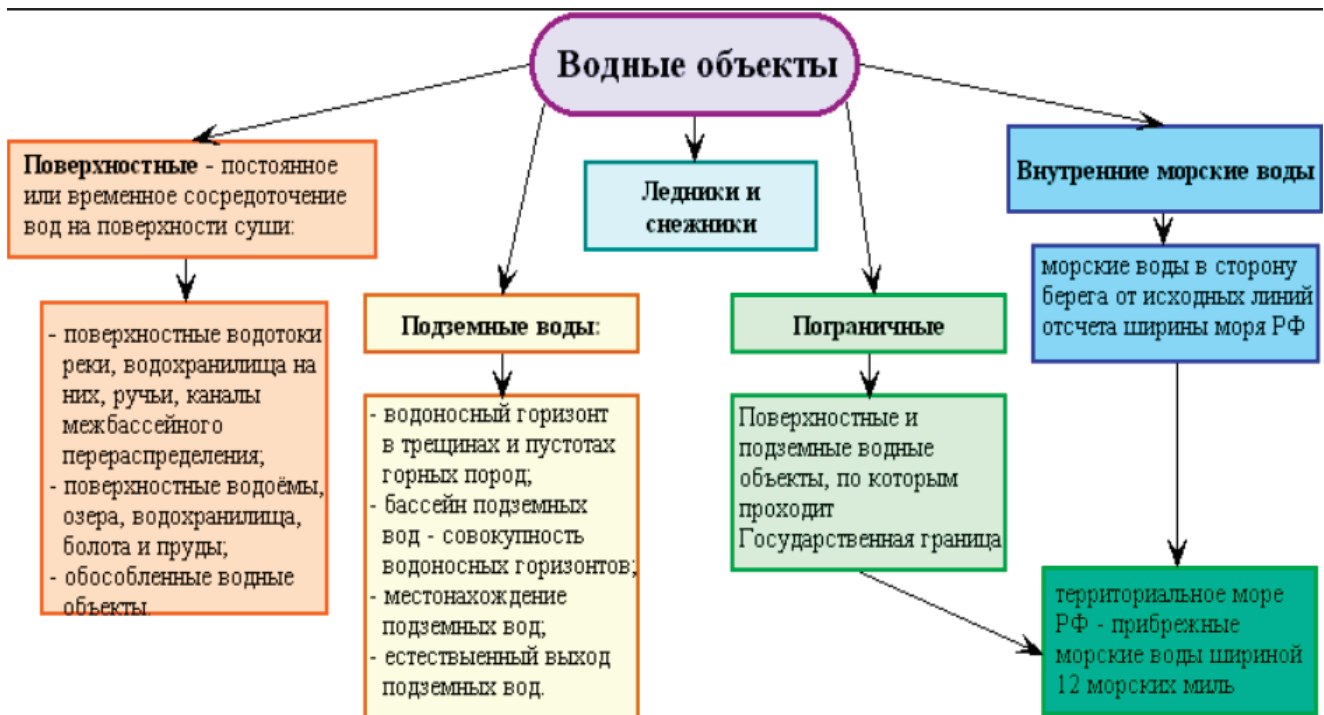 Водные объекты
Поверхностные - постоянное
или временное сосредоточение
вод на поверхности суши:
- поверхностные водотоки
реки, водохранилища на
них, ручьи, каналы
межбассейного
перераспределения;
- поверхностные водоёмы,
озера, водохранилища,
болота и пруды;
- обособленные водные
объекты.
Подземные воды:
- водоносный горизонт
в трещинах и пустотах
горных пород;
- бассейн подземных
вод - совокупность
водоносных горизонтов;
- местонахождение
подземных вод;
- естествыенный выход
подземных вод.
Ледники и
снежники
Пограничные
Поверхностные и
подземные водные
объекты, по которым
проходит
Государственная граница
Внутренние морские воды
морские воды в сторону
берега от исходных линий
отсчета ширины моря РФ
территориальное море
РФ - прибрежные
морские воды шириной
12 морских миль